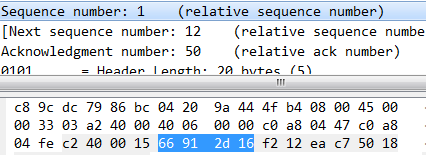 Sequence number: 1    (relative sequence number)
[Next sequence number: 12    (relative sequence numbe
Acknowledgment number: 50    (relative ack number)
0101 .... = Header Length: 20 bytes (5)
c8 9c dc 79 86 bc 04 20  9a 44 4f b4 08 00 45 00
00 33 03 a2 40 00 40 06  00 00 c0 a8 04 47 c0 a8
04 fe c2 40 00 15 66 91  2d 16 f2 12 ea c7 50 18